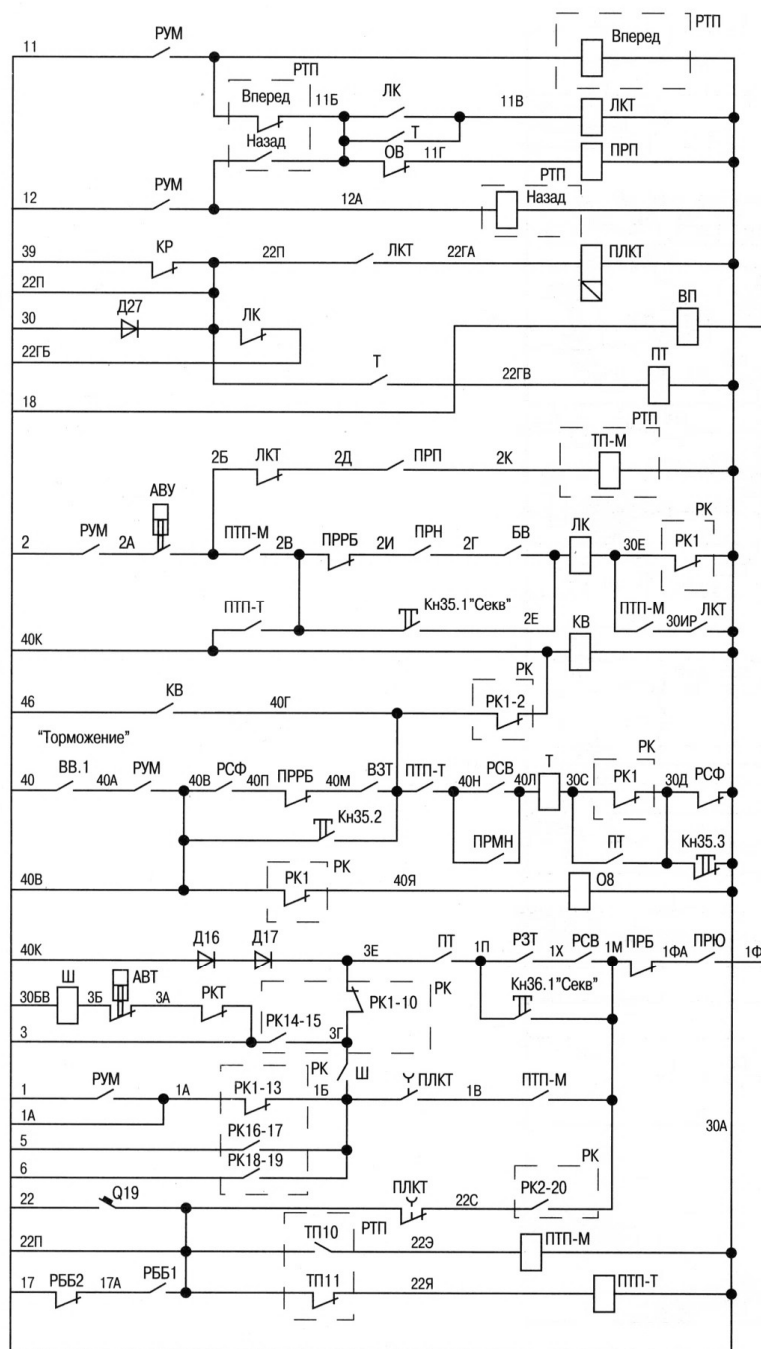 РТП
11 РУМ Вперед
РТП
Вперед 11Б ЛК 11В ЛКТ
Т
Назад ОВ 11Г ПРП
РТП
12 РУМ 12А Назад
39 КР 22П ЛКТ 22ГА ПЛКТ
22П
30 Д27 ЛК ВП
22ГБ
Т 22ГВ ПТ
18
РТП
2Б ЛКТ 2Д ПРП 2К ТП-М
АВУ РК
2 РУМ 2А ПТП-М 2В ПРРБ 2И ПРН 2Г БВ ЛК 30Е РК1
ПТП-Т Кн35.1"Секв" 2Е ПТП-М 30ИР ЛКТ
40К КВ
РК
46 КВ 40Г РК1-2
"Торможение"
РК
40 ВВ.1 40А РУМ 40В РСФ 40П ПРРБ 40М ВЗТ ПТП-Т 40Н РСВ 40Л Т 30С РК1 30Д РСФ
Кн35.2
ПРМН ПТ Кн35.3
РК
40В РК1 40Я О8
40К Д16 Д17 3Е ПТ 1П РЗТ 1Х РСВ 1М ПРБ 1ФА ПРЮ 1Ф
30БВ Ш 3Б АВТ 3А РКТ РК1-10 РК Кн36.1"Секв"
3 РК14-15 3Г
РК Ш
1 РУМ 1А РК1-13 1Б ПЛКТ 1В ПТП-М
1А
30А
5 РК16-17
6 РК18-19
РК
22 Q19 ПЛКТ 22С РК2-20
РТП
22П ТП10 22Э ПТП-М
17 РББ2 17А РББ1 ТП11 22Я ПТП-Т